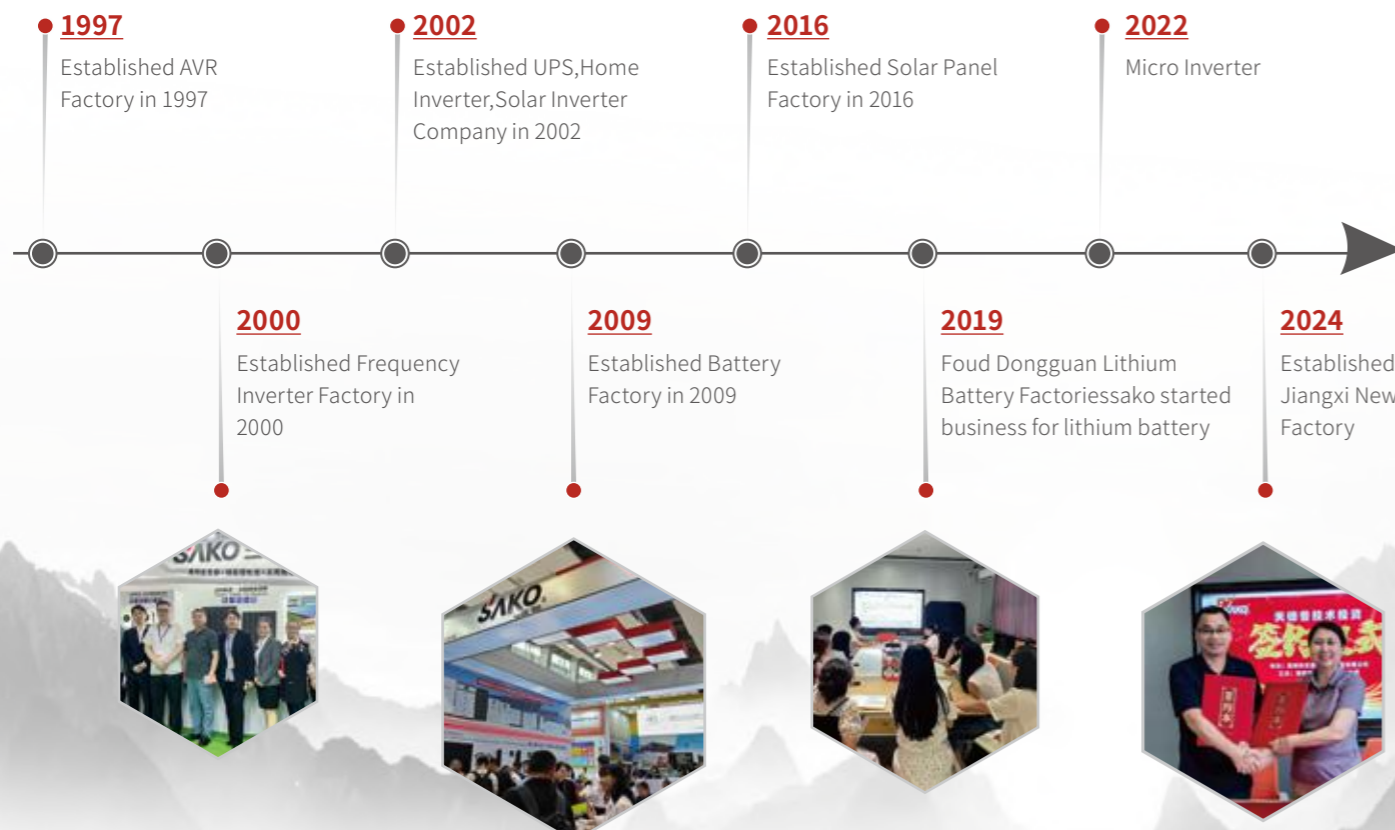 1997
Established AVR
Factory in 1997
2002
Established UPS,Home
Inverter,Solar Inverter
Company in 2002
2016
Established Solar Panel
Factory in 2016
2022
Micro Inverter
2000
Established Frequency
Inverter Factory in
2000
2009
Established Battery
Factory in 2009
2019
Foud Dongguan Lithium
Battery Factoriessako started
business for lithium battery
2024
Established
Jiangxi New
Factory
SAKO
SAKO